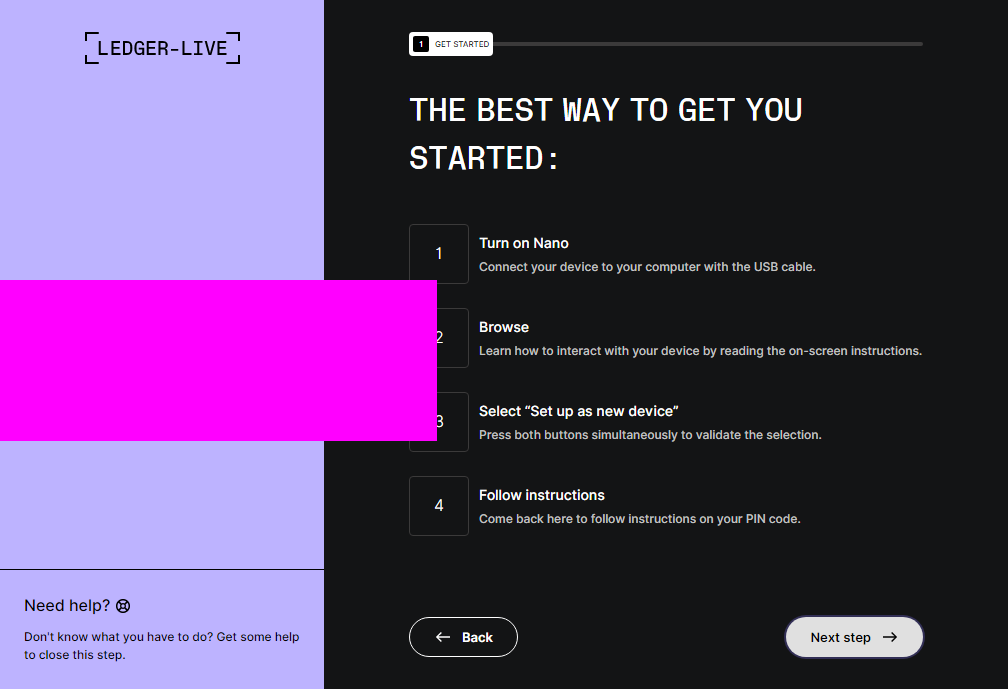 LEDGER-LIVE
1 GET STARTED
THE BEST WAY TO GET YOU
STARTED:
1
Turn on Nano
Connect your device to your computer with the USB cable.
2
Browse
Learn how to interact with your device by reading the on-screen instructions.
3
Select “Set up as new device”
Press both buttons simultaneously to validate the selection.
4
Follow instructions
Come back here to follow instructions on your PIN code.
Need help?
Don't know what you have to do? Get some help
to close this step.
Back
Next step